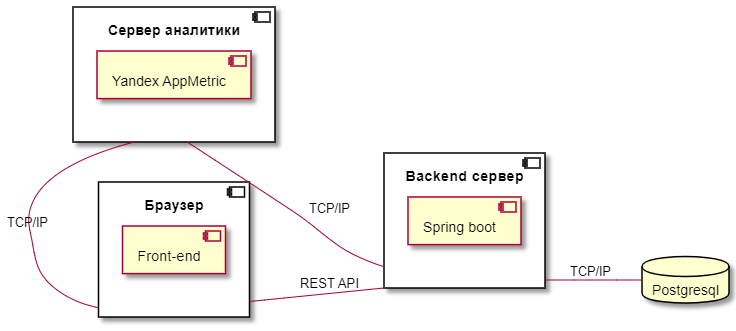 Сервер аналитики
Yandex AppMetric
Backend сервер
Браузер
TCP/IP
TCP/IP
Spring boot
Front-end
TCP/IP
REST API
Postgresql